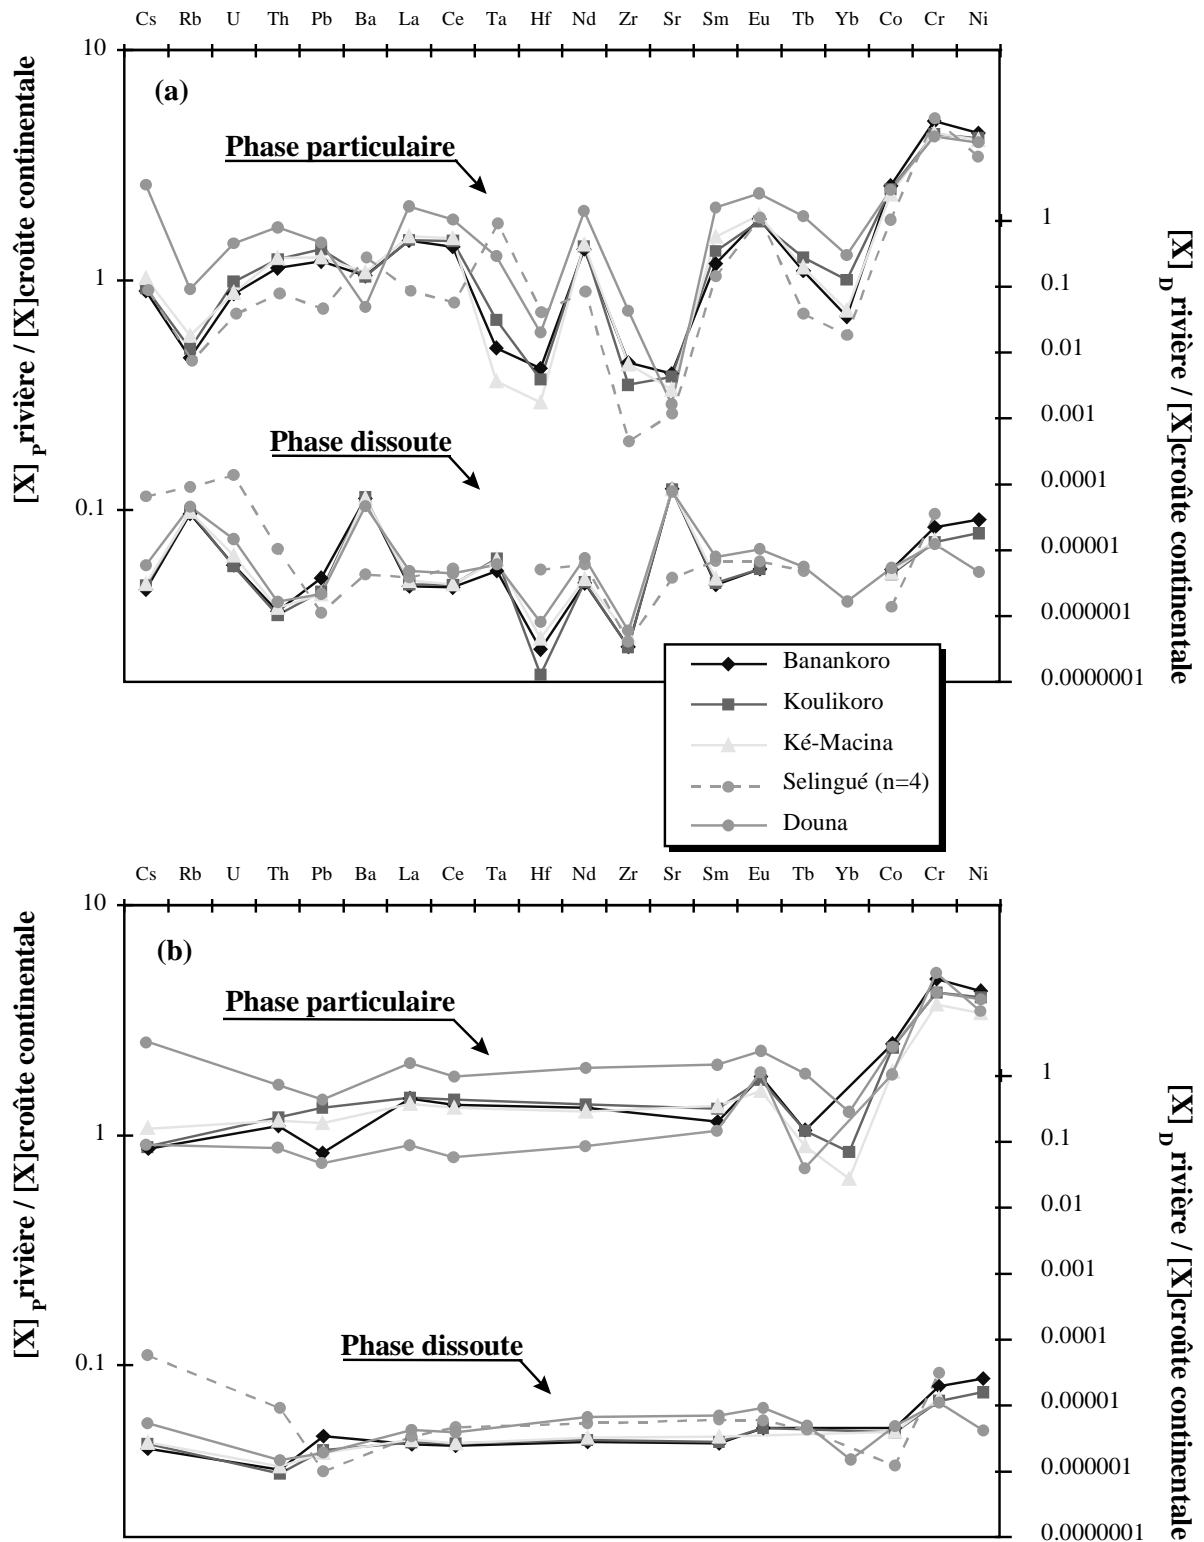 Cs Rb U Th Pb Ba La Ce Ta Hf Nd Zr Sr Sm Eu Tb Yb Co Cr Ni
10
(a)
Phase particulaire
1
1
0.1
0.01
0.001
Phase dissoute
0.0001
0.1
0.00001
0.000001
0.0000001
[X] P rivière / [X]croûte continentale
[X] D rivière / [X]croûte continentale
Banankoro
Koulikoro
Ké-Macina
Selingué (n=4)
Douna
Cs Rb U Th Pb Ba La Ce Ta Hf Nd Zr Sr Sm Eu Tb Yb Co Cr Ni
10
(b)
Phase particulaire
1
1
0.1
0.01
0.001
0.0001
Phase dissoute
0.1
0.00001
0.000001
0.0000001
[X] P rivière / [X]croûte continentale
[X] D rivière / [X]croûte continentale